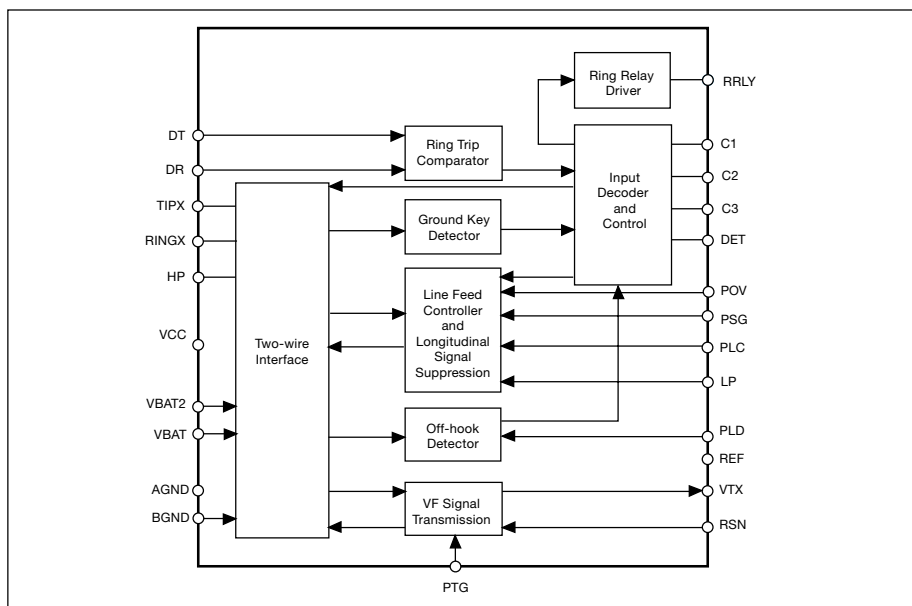 Ring Relay
Driver
RRLY
DT
Ring Trip
Comparator
C1
DR
Input
Decoder
and
Control
C2
TIPX
Ground Key
Detector
C3
RINGX
DET
HP
Line Feed
Controller
and
Longitudinal
Signal
Suppression
POV
PSG
VCC
Two-wire
Interface
PLC
LP
VBAT2
Off-hook
Detector
PLD
VBAT
REF
AGND
VF Signal
Transmission
VTX
BGND
RSN
PTG